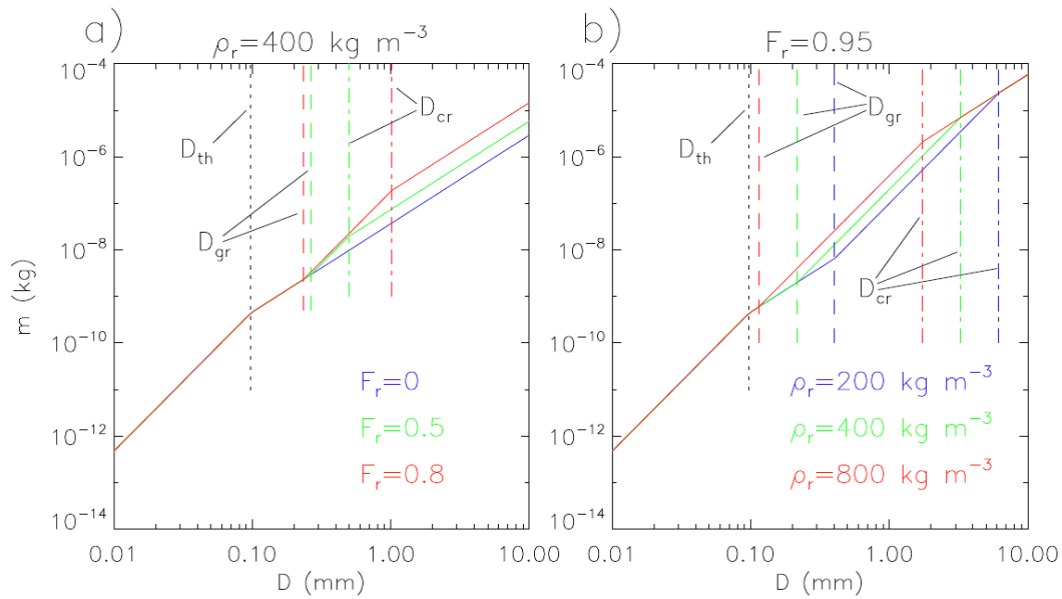 a)
ρr=400 kg m−3
10−4
10−6
10−8
10−10
10−12
10−14
m (kg)
Dth
Dgr
Dcr
Fr=0
Fr=0.5
Fr=0.8
0.01
0.10
1.00
10.00
D (mm)
b)
Fr=0.95
10−4
10−6
10−8
10−10
10−12
10−14
Dth
Dgr
Dcr
ρr=200 kg m−3
ρr=400 kg m−3
ρr=800 kg m−3
0.01
0.10
1.00
10.00
D (mm)